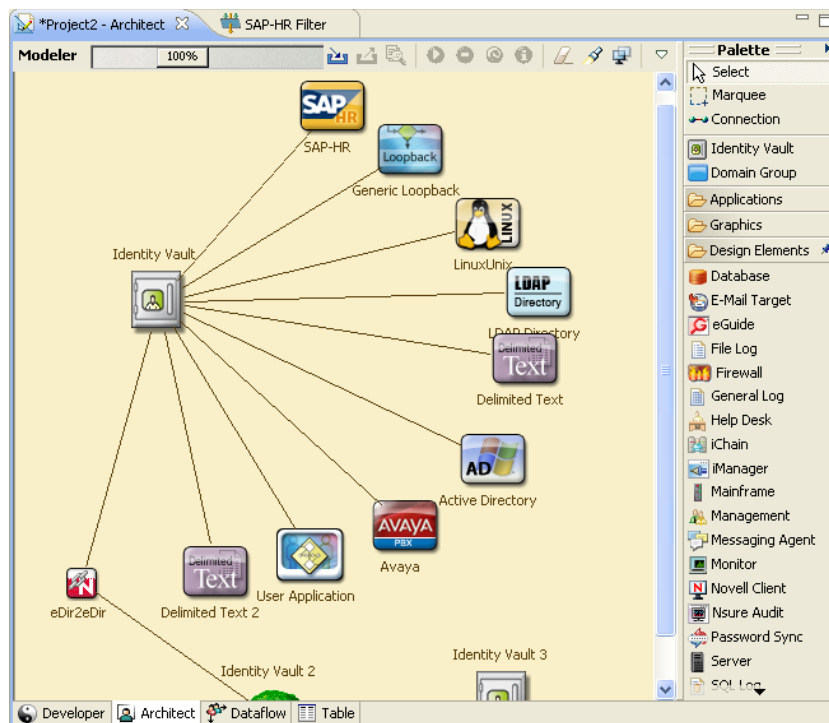 *Project2 - Architect
SAP-HR Filter
Modeler
100%
SAP HR
SAP-HR
Loopback
Generic Loopback
LINUX
LinuxUnix
Identity Vault
LDAP
Directory
LDAP Directory
Delimited
Text
Delimited Text
AD
Active Directory
AVAYA
PBX
Avaya
User Application
Delimited
Text
Delimited Text 2
N
eDir2eDir
Identity Vault 2
Identity Vault 3
Palette
Select
Marquee
Connection
Identity Vault
Domain Group
Applications
Graphics
Design Elements
Database
E-Mail Target
eGuide
File Log
Firewall
General Log
Help Desk
iChain
iManager
Mainframe
Management
Messaging Agent
Monitor
Novell Client
Nsure Audit
Password Sync
Server
SQL Log
Developer
Architect
Dataflow
Table